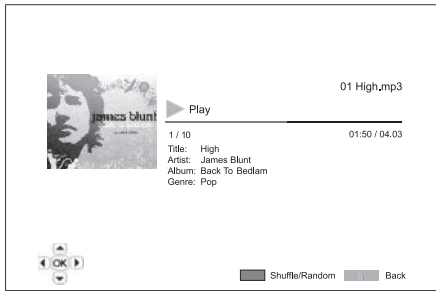 01 High.mp3
james blunt
Play
1 / 10
01:50 / 04.03
Title: High
Artist: James Blunt
Album: Back To Bedlam
Genre: Pop
OK
Shuffle/Random
Back